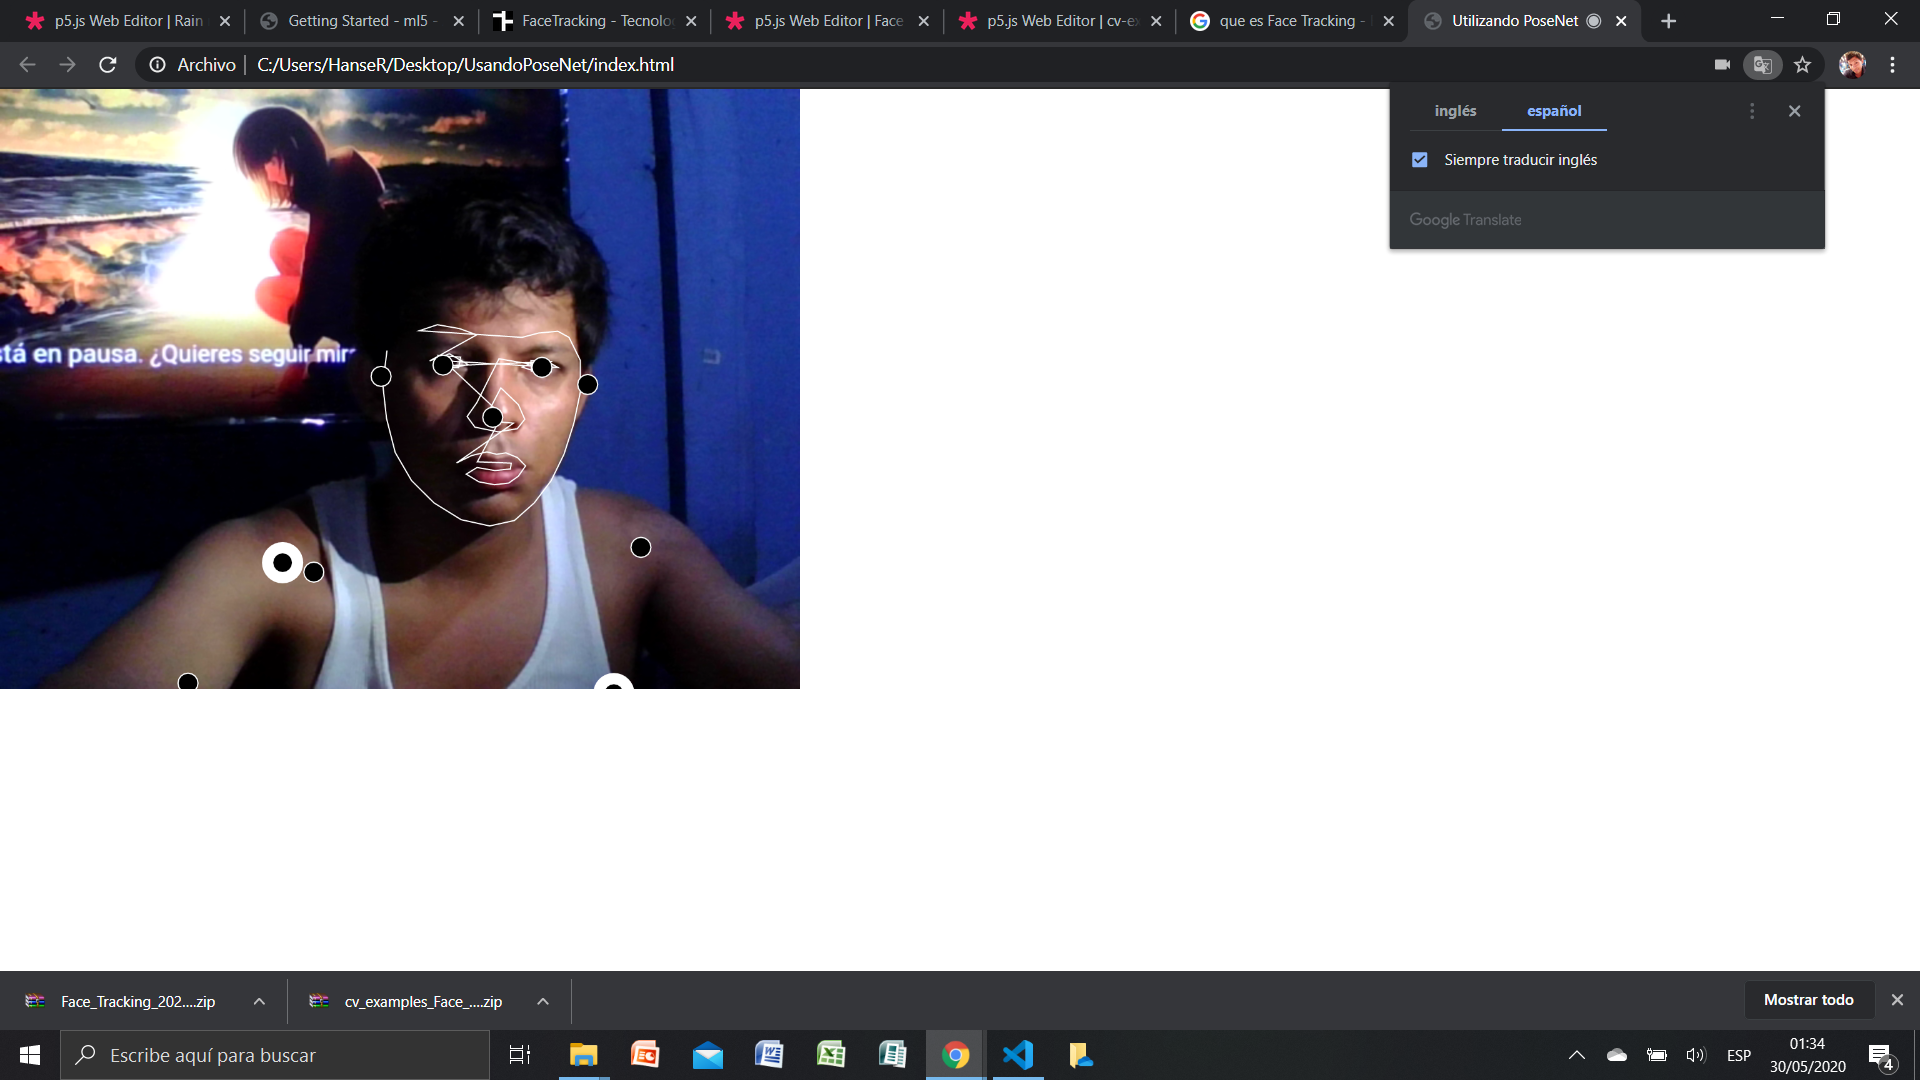 p5.js Web Editor | Rain
Getting Started - ml5 -
FaceTracking - Tecnolo
p5.js Web Editor | Face
p5.js Web Editor | cv-e
que es Face Tracking -
Utilizando PoseNet
Archivo
C:/Users/HanseR/Desktop/UsandoPoseNet/index.html
inglés
español
Siempre traducir inglés
Google Translate
stá en pausa. ¿Quieres seguir mir
Face_Tracking_202....zip
cv_examples_Face_....zip
Mostrar todo
Escribe aquí para buscar
ESP
01:34
30/05/2020
4